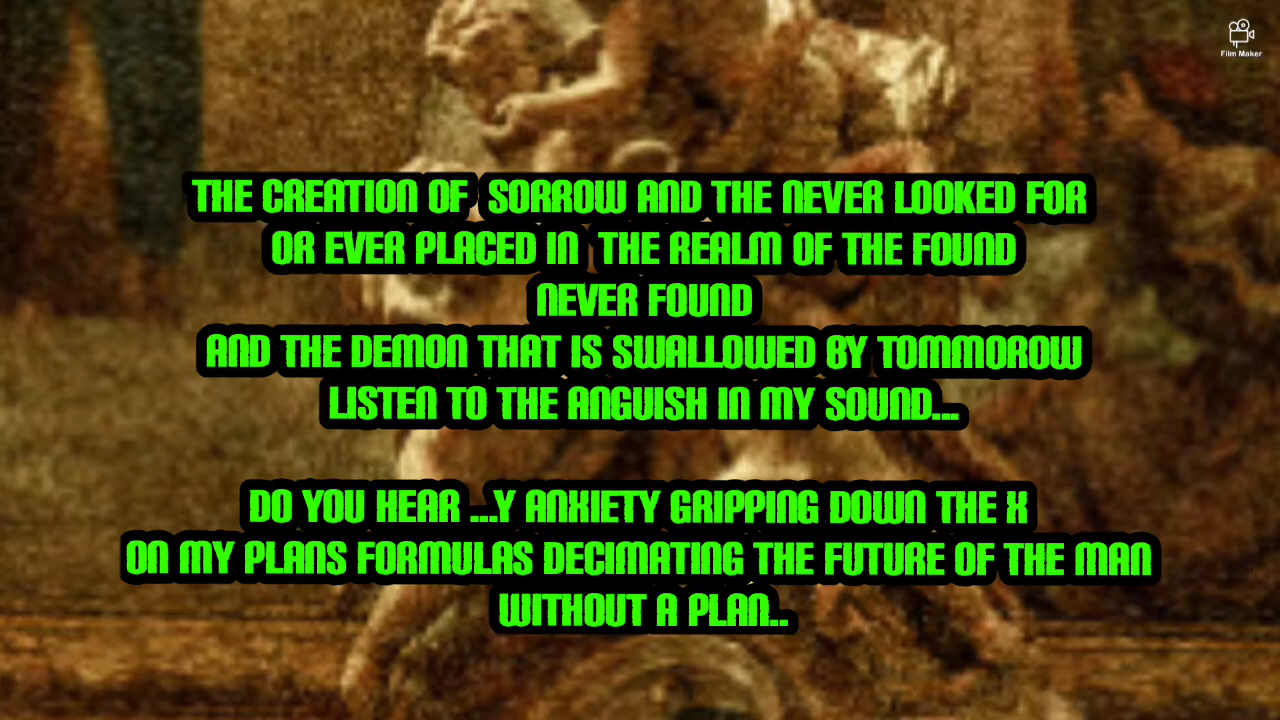 Film Maker
THE CREATION OF  SORROW AND THE NEVER LOOKED FOR
OR EVER PLACED IN  THE REALM OF THE FOUND
NEVER FOUND
AND THE DEMON THAT IS SWALLOWED BY TOMMOROW
LISTEN TO THE ANGUISH IN MY SOUND...
DO YOU HEAR ...Y ANXIETY GRIPPING DOWN THE X
ON MY PLANS FORMULAS DECIMATING THE FUTURE OF THE MAN
WITHOUT A PLAN..